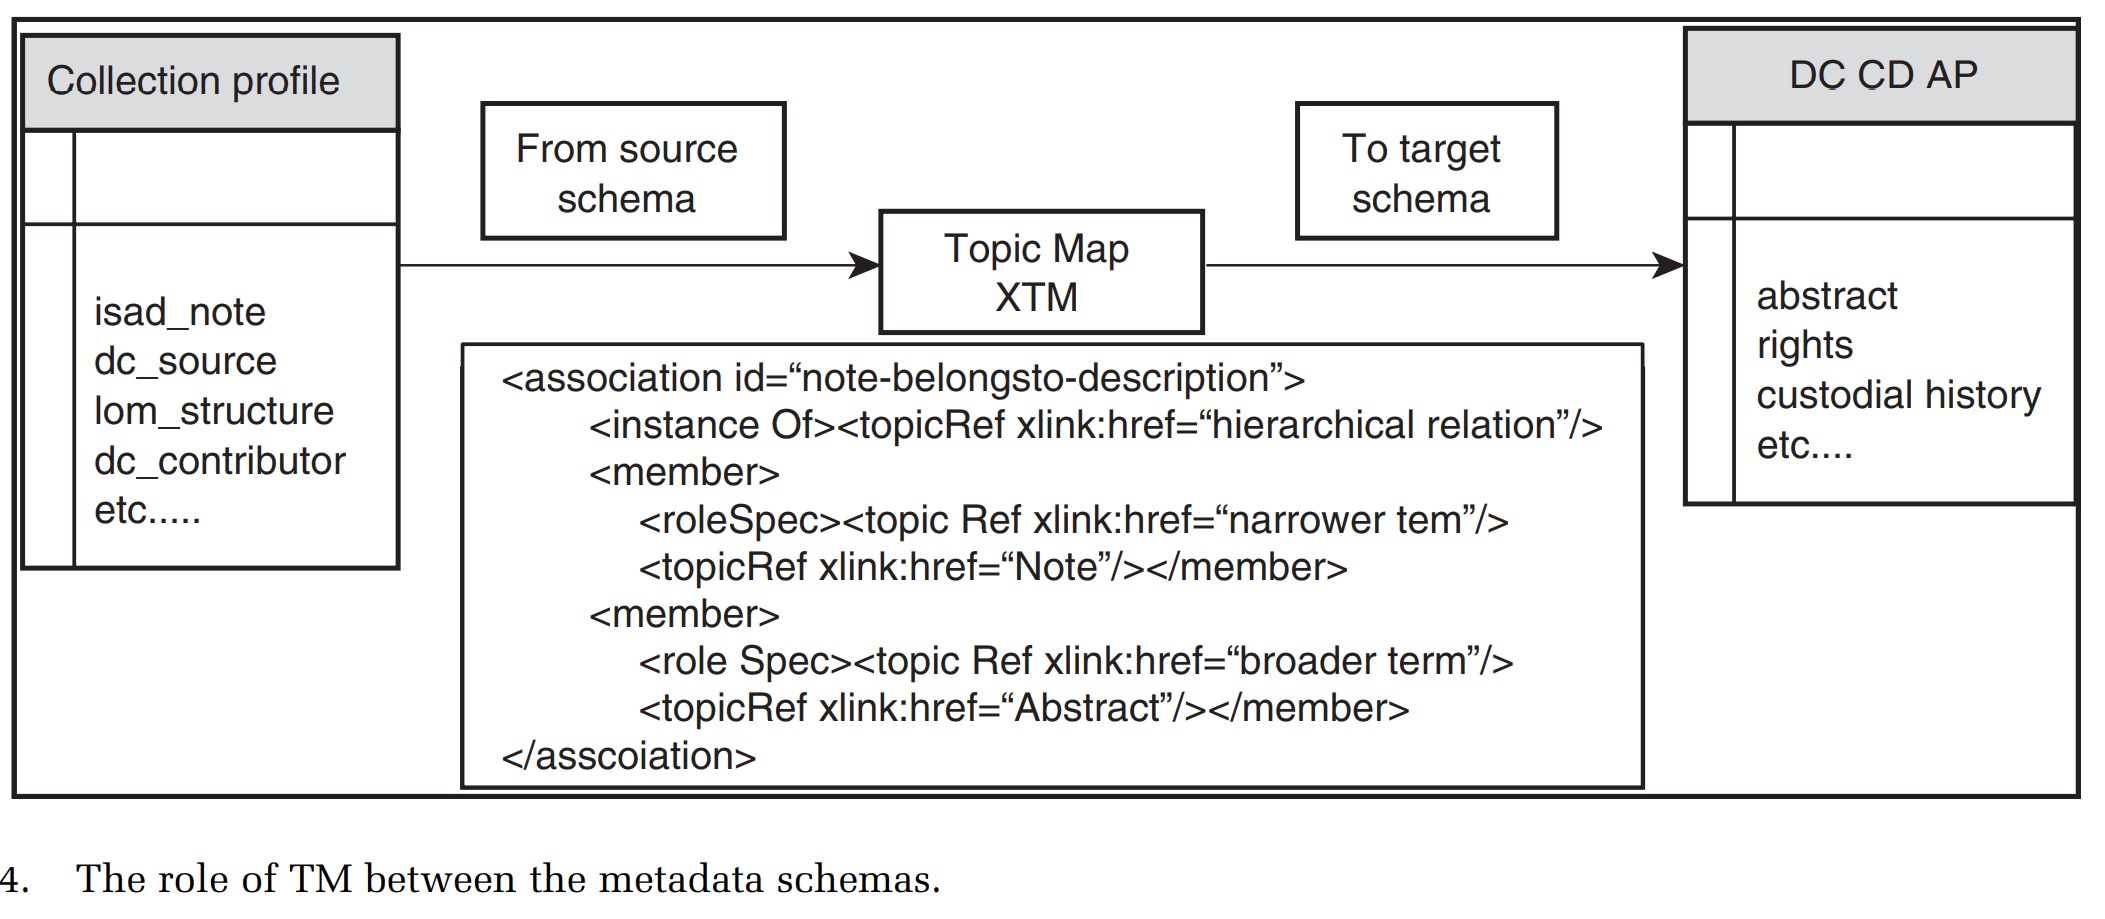 Collection profile
isad_note
dc_source
lom_structure
dc_contributor
etc.....
From source
schema
Topic Map
XTM
To target
schema
DC CD AP
abstract
rights
custodial history
etc....
<association id=“note-belongsto-description”>
<instance Of><topicRef xlink:href=“hierarchical relation”/>
<member>
<roleSpec><topic Ref xlink:href=“narrower tem”/>
<topicRef xlink:href=“Note”/></member>
<member>
<role Spec><topic Ref xlink:href=“broader term”/>
<topicRef xlink:href=“Abstract”/></member>
</asscoiation>
4. The role of TM between the metadata schemas.